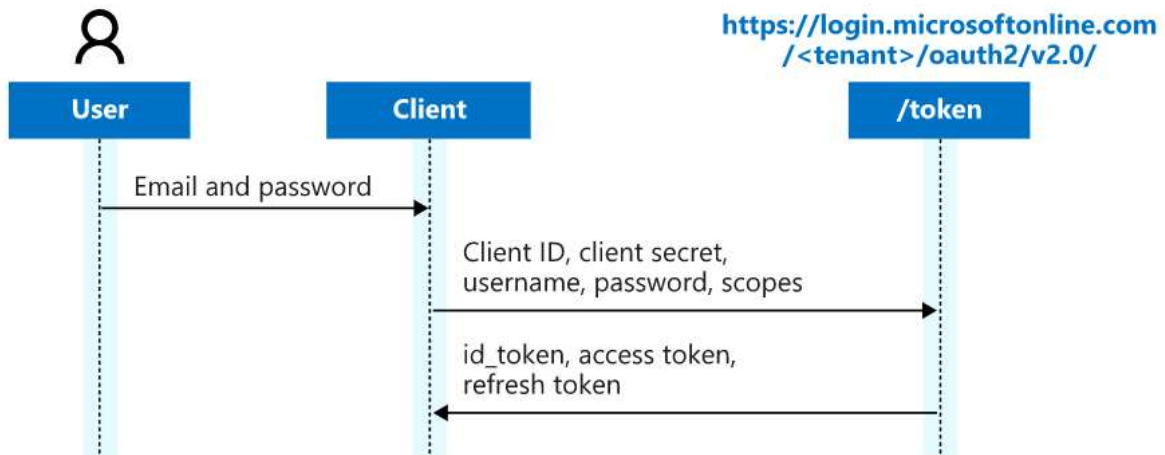 https://login.microsoftonline.com
/<tenant>/oauth2/v2.0/
User
Client
/token
Email and password
Client ID, client secret,
username, password, scopes
id_token, access token,
refresh token